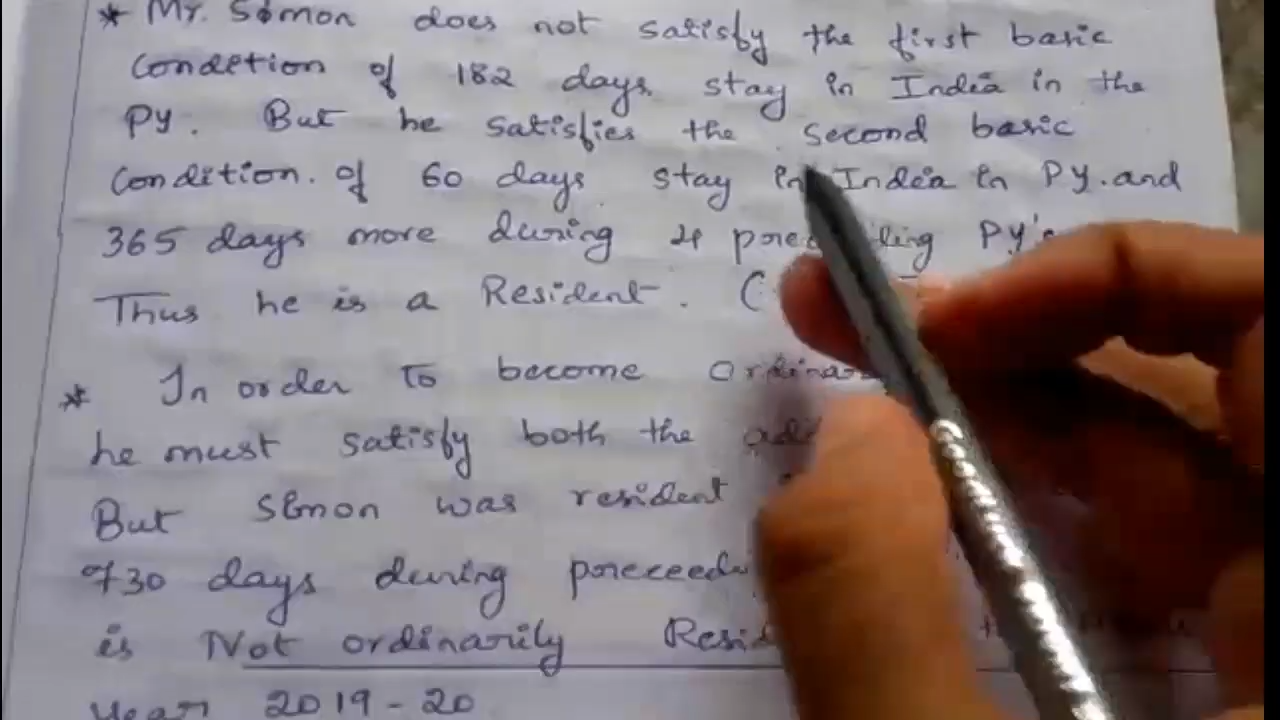 * Mr. Simon does not satisfy the first basic
condition of 182 days stay in India in the
PY. But he satisfies the second basic
condition. of 60 days stay in India in PY. and
365 days more during 4 preceeding PY's
Thus he is a Resident. (
* In order to become
he must satisfy both the
But Simon was resident
730 days during
is Not ordinarily
year 2019-20